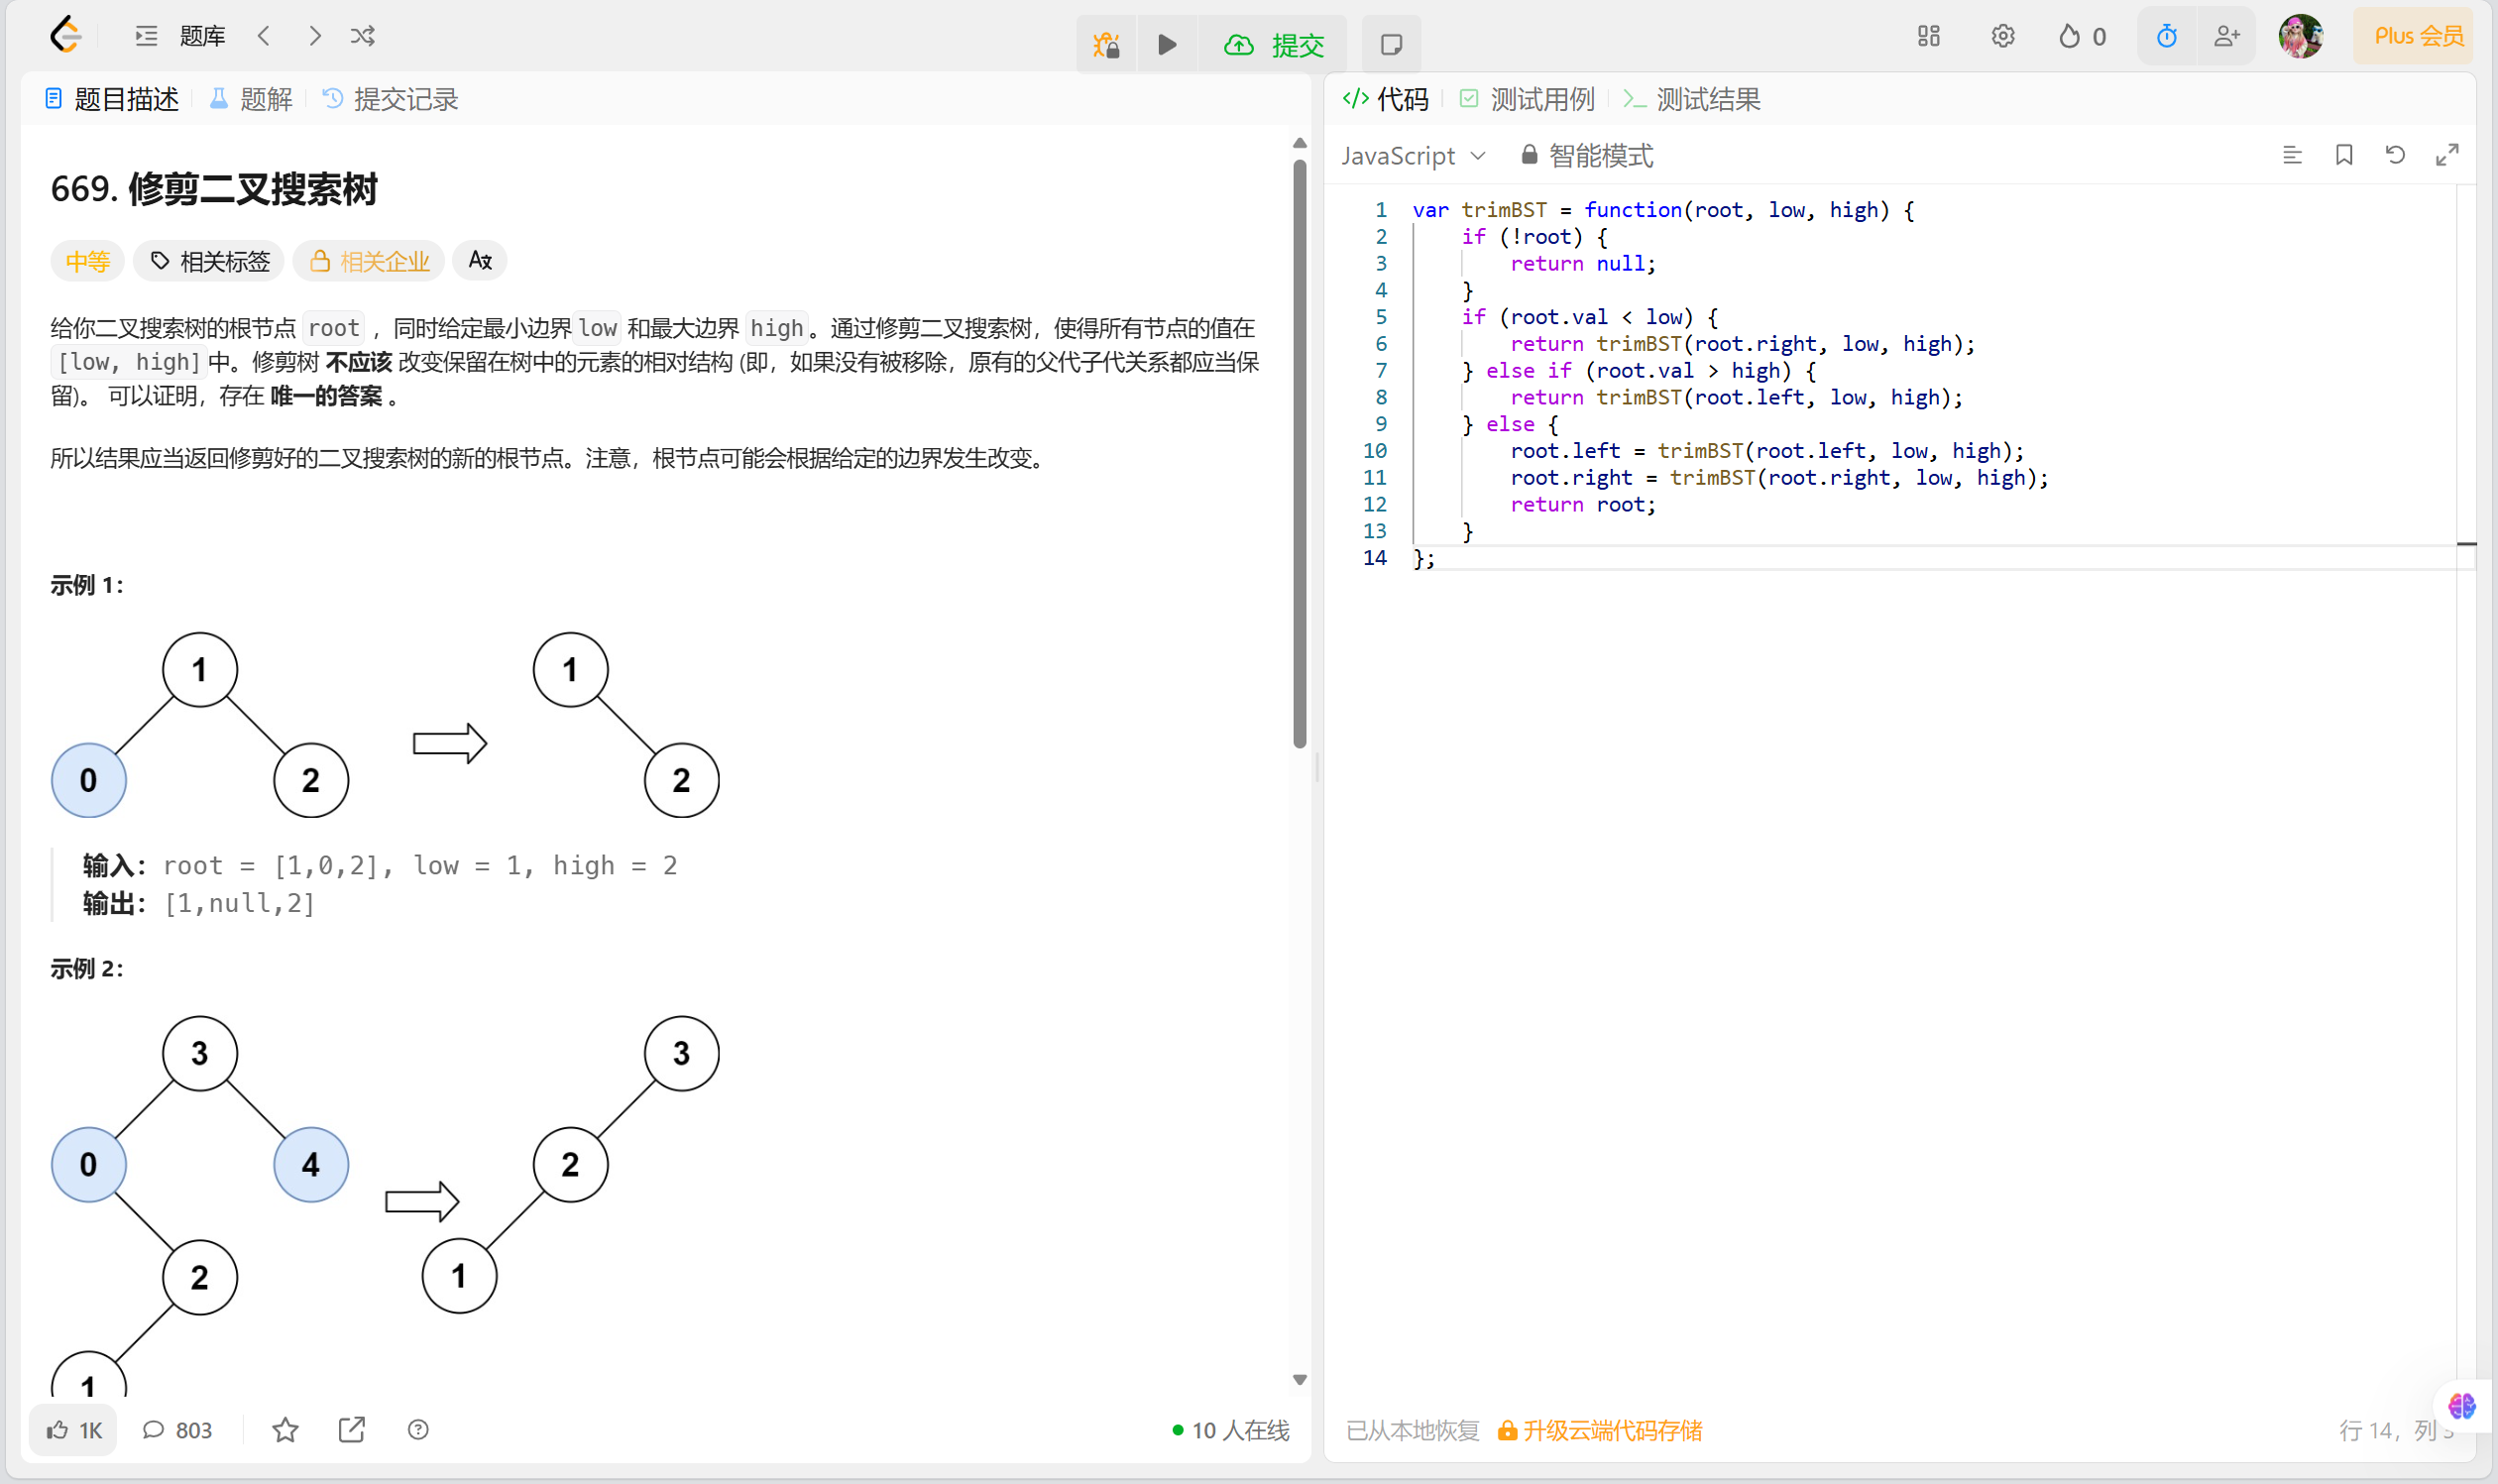 题库
提交
0
Plus 会员
题目描述
题解
提交记录
669. 修剪二叉搜索树
中等
相关标签
相关企业
给你二叉搜索树的根节点 root ，同时给定最小边界 low 和最大边界 high。通过修剪二叉搜索树，使得所有节点的值在
[low, high]中。修剪树 不应该 改变保留在树中的元素的相对结构 (即，如果没有被移除，原有的父代子代关系都应当保
留)。 可以证明，存在 唯一的答案 。
所以结果应当返回修剪好的二叉搜索树的新的根节点。注意，根节点可能会根据给定的边界发生改变。
示例 1：
1
1
0
2
2
输入：root = [1,0,2], low = 1, high = 2
输出：[1,null,2]
示例 2：
3
3
0
4
2
2
1
1
1K
803
10 人在线
代码
测试用例
测试结果
JavaScript
智能模式
1 var trimBST = function(root, low, high) {
2     if (!root) {
3         return null;
4     }
5     if (root.val < low) {
6         return trimBST(root.right, low, high);
7     } else if (root.val > high) {
8         return trimBST(root.left, low, high);
9     } else {
10         root.left = trimBST(root.left, low, high);
11         root.right = trimBST(root.right, low, high);
12         return root;
13     }
14 };
已从本地恢复
升级云端代码存储
行 14，列